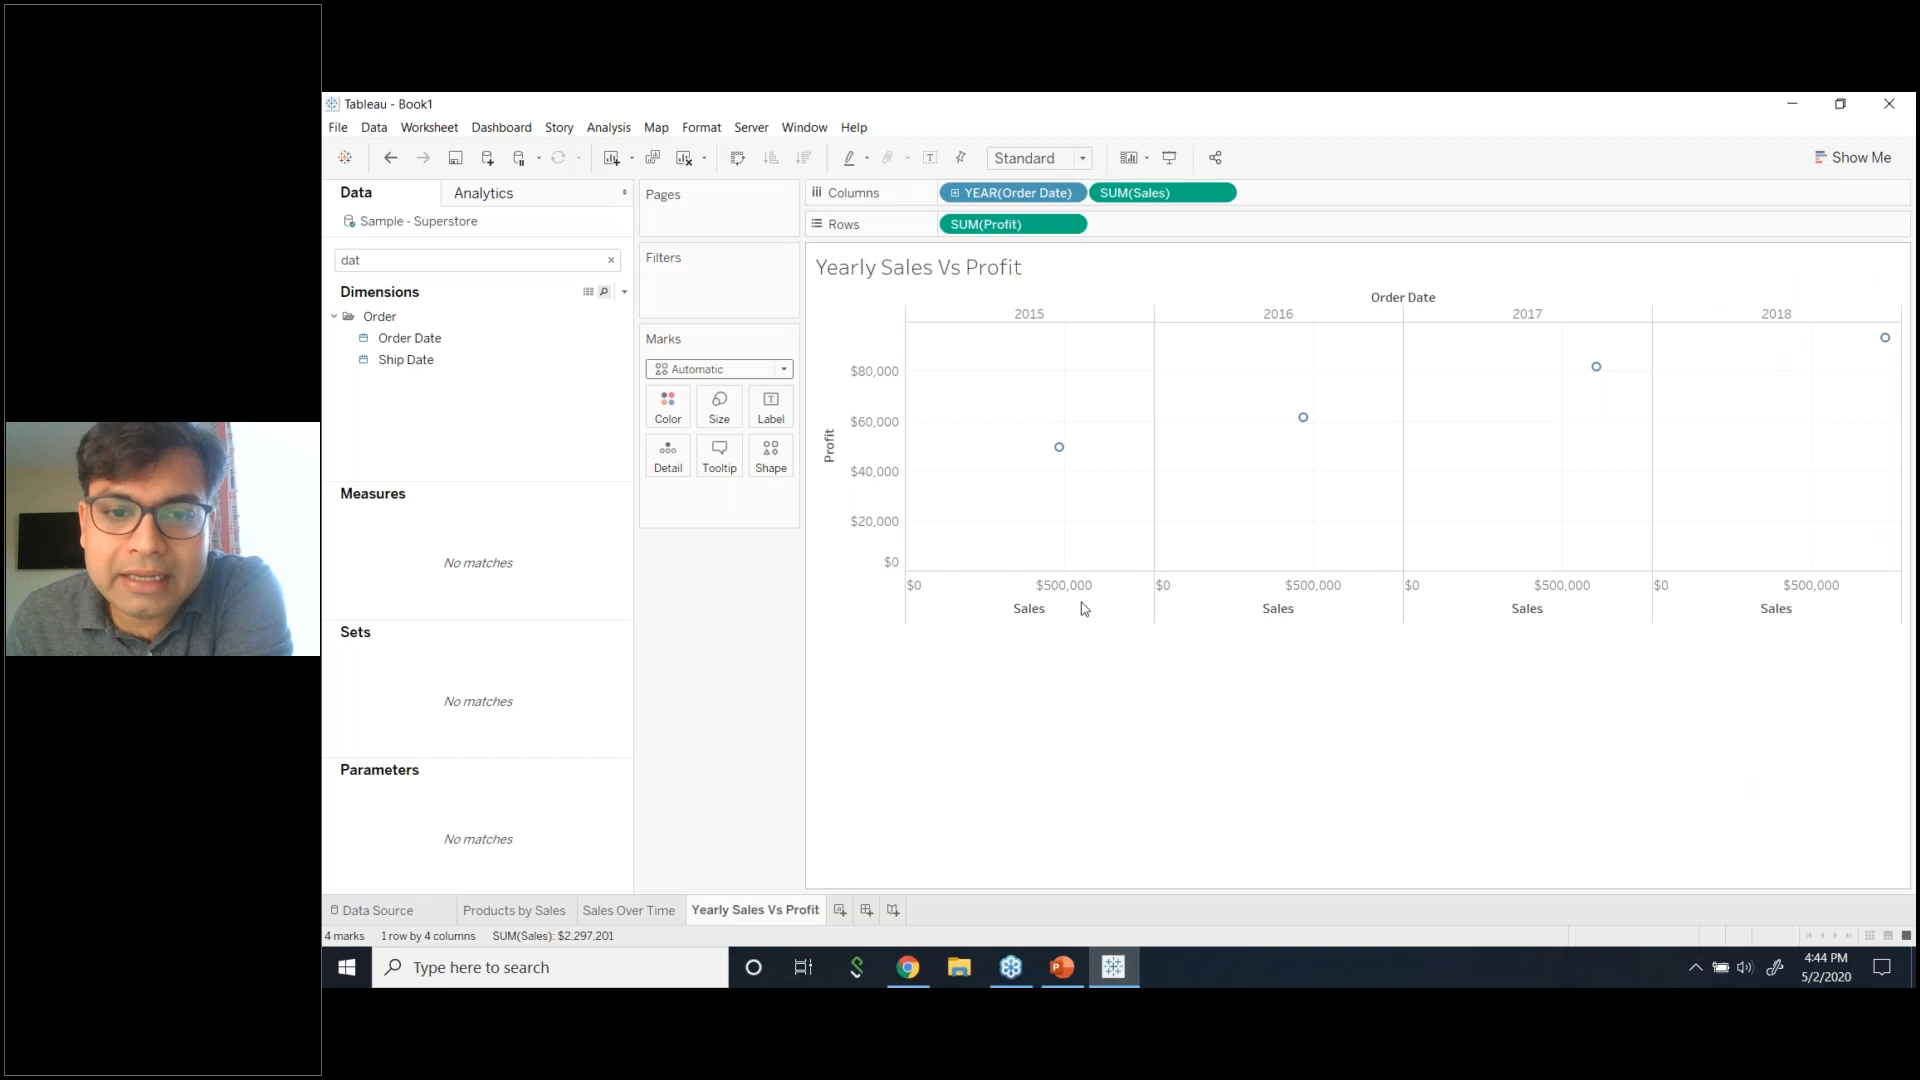 Tableau - Book1
File Data Worksheet Dashboard Story Analysis Map Format Server Window Help
Standard
Show Me
Data
Analytics
Sample - Superstore
dat
Dimensions
Order
Order Date
Ship Date
Measures
No matches
Sets
No matches
Parameters
No matches
Pages
Filters
Marks
Automatic
Color Size Label
Detail Tooltip Shape
Columns
YEAR(Order Date) SUM(Sales)
Rows
SUM(Profit)
Yearly Sales Vs Profit
Order Date
2015 2016 2017 2018
Profit
$80,000
$60,000
$40,000
$20,000
$0
$0 $500,000 $0 $500,000 $0 $500,000 $0 $500,000
Sales Sales Sales Sales
Data Source Products by Sales Sales Over Time Yearly Sales Vs Profit
4 marks 1 row by 4 columns SUM(Sales): $2,297,201
Type here to search
4:44 PM
5/2/2020